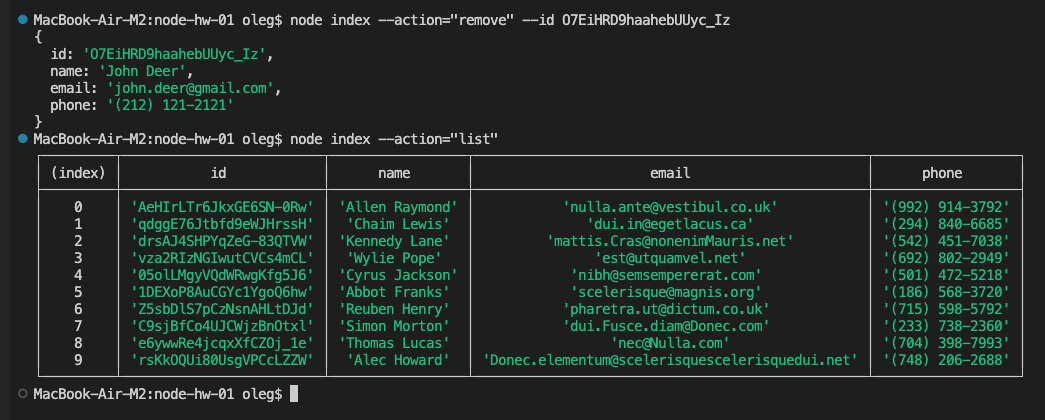 MacBook-Air-M2:node-hw-01 oleg$ node index --action="remove" --id O7EiHRD9haahebUUyc_Iz
{
id: 'O7EiHRD9haahebUUyc_Iz',
name: 'John Deer',
email: 'john.deer@gmail.com',
phone: '(212) 121-2121'
}
MacBook-Air-M2:node-hw-01 oleg$ node index --action="list"
(index) id name email phone
0 'AeHIrLTr6JkxGE6SN-0Rw' 'Allen Raymond' 'nulla.ante@vestibul.co.uk' '(992) 914-3792'
1 'qdggE76Jtbfd9eWJHrssH' 'Chaim Lewis' 'dui.in@egetlacus.ca' '(294) 840-6685'
2 'drsAJ4SHPYqZeG-83QTVW' 'Kennedy Lane' 'mattis.Cras@nonenimMauris.net' '(542) 451-7038'
3 'vza2RIzNGIwutCVCs4mCL' 'Wylie Pope' 'est@utquamvel.net' '(692) 802-2949'
4 '05olLMgyVQdWRwgKfg5J6' 'Cyrus Jackson' 'nibh@semsempererat.com' '(501) 472-5218'
5 '1DEXoP8AuCGYc1YgoQ6hw' 'Abbot Franks' 'scelerisque@magnis.org' '(186) 568-3720'
6 'Z5sbDlS7pCzNsnAHLtDJd' 'Reuben Henry' 'pharetra.ut@dictum.co.uk' '(715) 598-5792'
7 'C9sjBfCo4UJCWjzBnOtxl' 'Simon Morton' 'dui.Fusce.diam@Donec.com' '(233) 738-2360'
8 'e6ywwRe4jcqxXfCZOj_1e' 'Thomas Lucas' 'nec@Nulla.com' '(704) 398-7993'
9 'rsKkOQUi80UsgVPCcLZZW' 'Alec Howard' 'Donec.elementum@scelerisquescelerisquedui.net' '(748) 206-2688'
MacBook-Air-M2:node-hw-01 oleg$